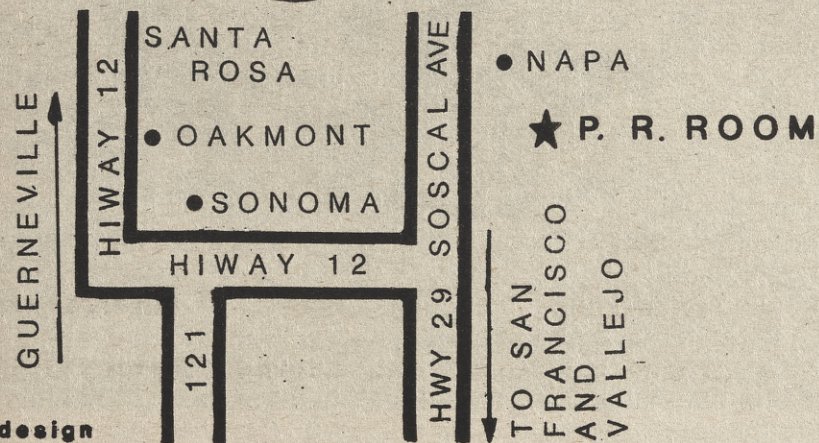 SANTA
ROSA
HIWAY 12
GUERNEVILLE
OAKMONT
SONOMA
HIWAY 12
121
SOSCAL AVE
HWY 29
NAPA
P. R. ROOM
TO SAN
FRANCISCO
AND
VALLEJO
design